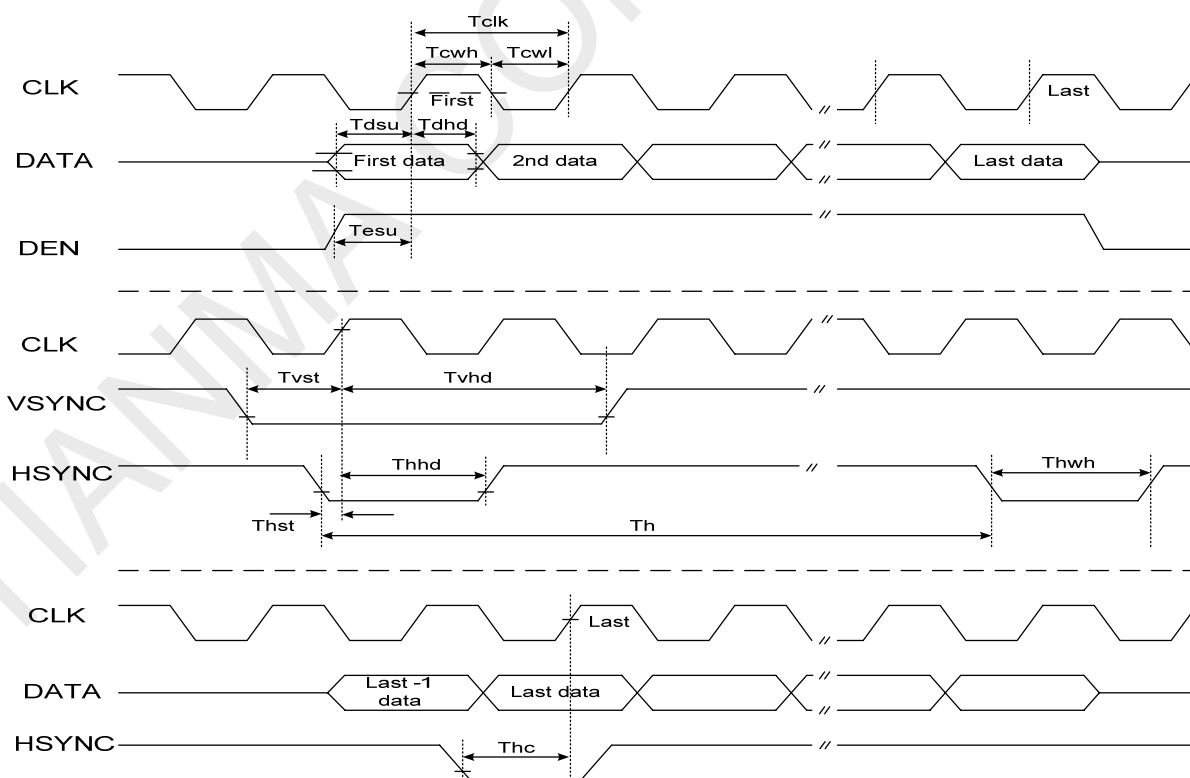 Tclk
Tcwh Tcwl
CLK First Last
Tdsu Tdhd
DATA First data 2nd data // Last data
DEN Tesu //
CLK //
Tvst Tvhd
VSYNC //
HSYNC Thhd // Thwh
Thst Th
CLK Last //
DATA Last -1 data Last data //
HSYNC Thc //